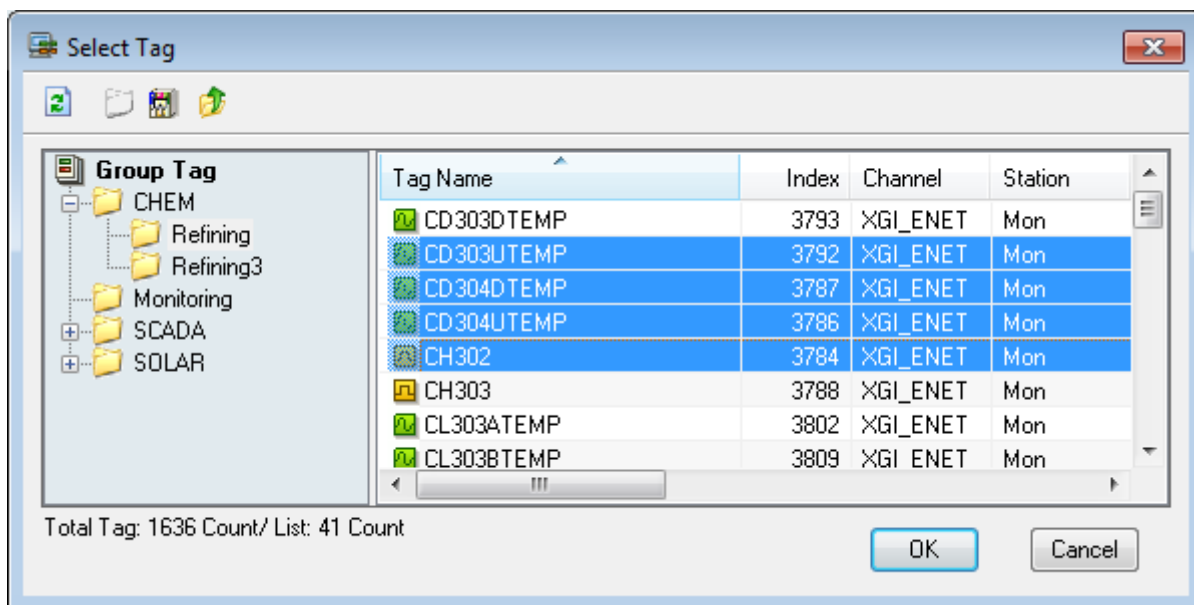 Select Tag
Group Tag
CHEM
Refining
Refining3
Monitoring
SCADA
SOLAR
Tag Name Index Channel Station
CD303DTEMP 3793 XGI_ENET Mon
CD303UTEMP 3792 XGI_ENET Mon
CD304DTEMP 3787 XGI_ENET Mon
CD304UTEMP 3786 XGI_ENET Mon
CH302 3784 XGI_ENET Mon
CH303 3788 XGI_ENET Mon
CL303ATEMP 3802 XGI_ENET Mon
CL303BTEMP 3809 XGI_ENET Mon
Total Tag: 1636 Count/ List: 41 Count
OK Cancel